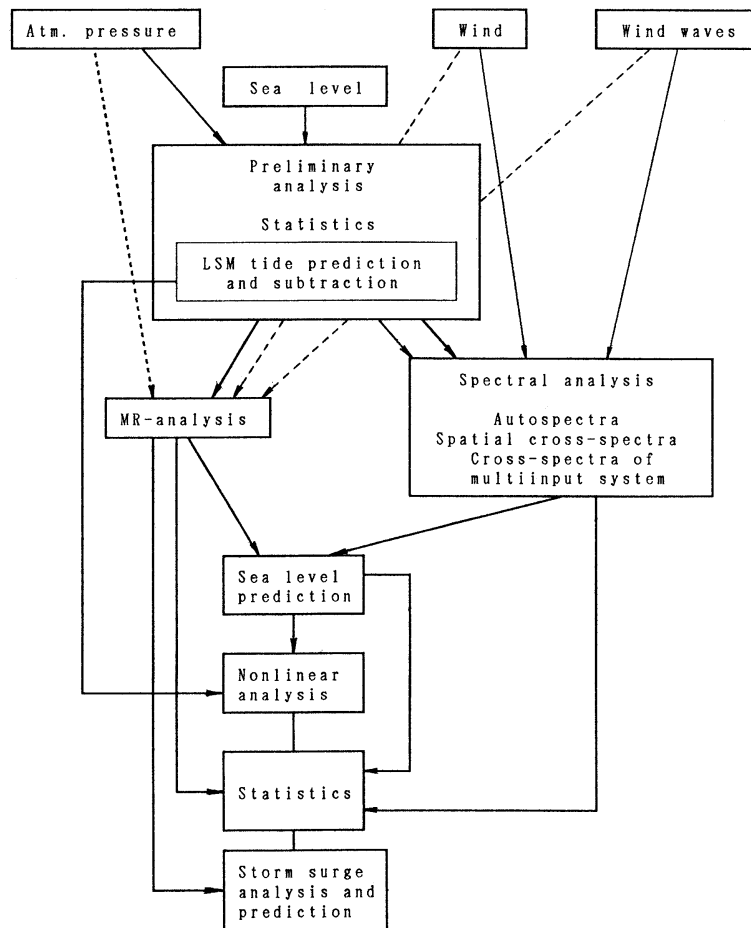 Atm. pressure
Wind
Wind waves
Sea level
Preliminary
analysis
Statistics
LSM tide prediction
and subtraction
Spectral analysis
Autospectra
Spatial cross-spectra
Cross-spectra of
multiinput system
MR-analysis
Sea level
prediction
Nonlinear
analysis
Statistics
Storm surge
analysis and
prediction